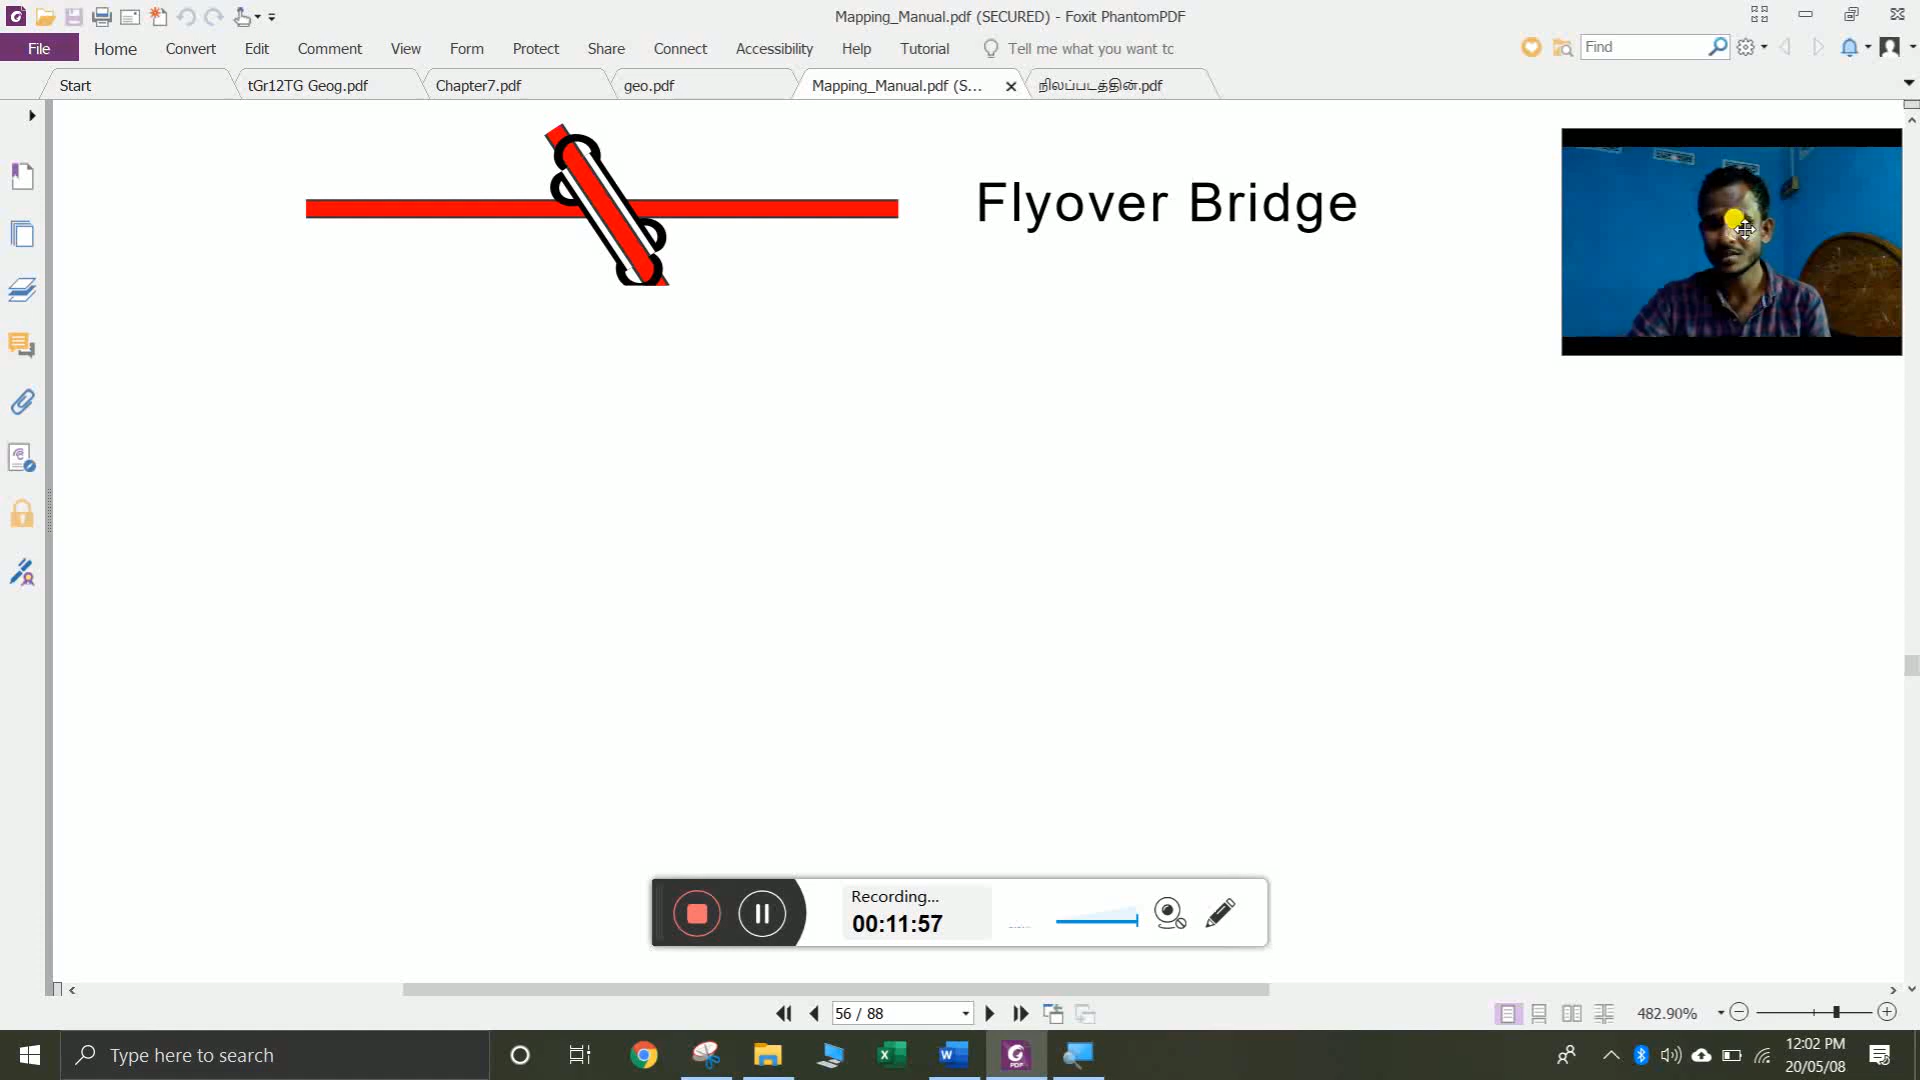 Mapping_Manual.pdf (SECURED) - Foxit PhantomPDF
File Home Convert Edit Comment View Form Protect Share Connect Accessibility Help Tutorial Tell me what you want tc Find
Start tGr12TG Geog.pdf Chapter7.pdf geo.pdf Mapping_Manual.pdf (S... நிலப்படத்தின்.pdf
Flyover Bridge
Recording...
00:11:57
56 / 88 482.90%
Type here to search 12:02 PM
20/05/08